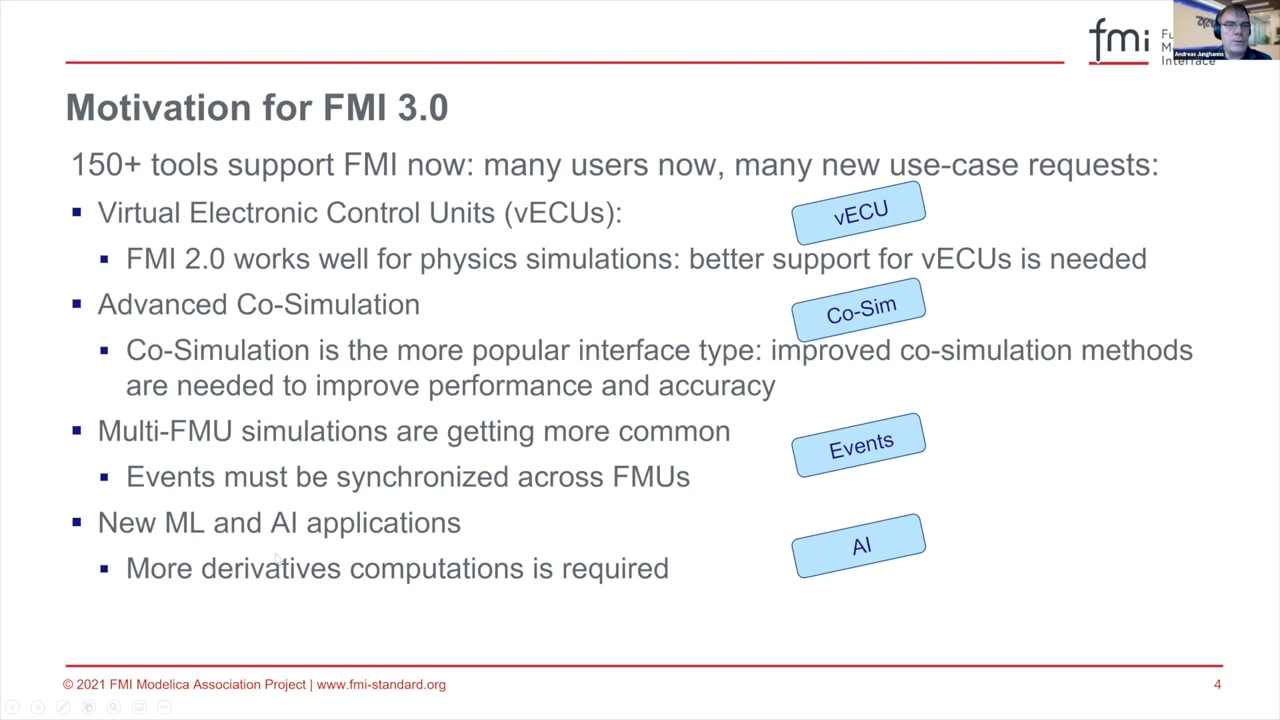 fmi
Fu
M
Interface
Andreas Junghanns
Motivation for FMI 3.0
150+ tools support FMI now: many users now, many new use-case requests:
Virtual Electronic Control Units (vECUs):
vECU
FMI 2.0 works well for physics simulations: better support for vECUs is needed
Advanced Co-Simulation
Co-Sim
Co-Simulation is the more popular interface type: improved co-simulation methods
are needed to improve performance and accuracy
Multi-FMU simulations are getting more common
Events
Events must be synchronized across FMUs
New ML and AI applications
AI
More derivatives computations is required
© 2021 FMI Modelica Association Project | www.fmi-standard.org
4